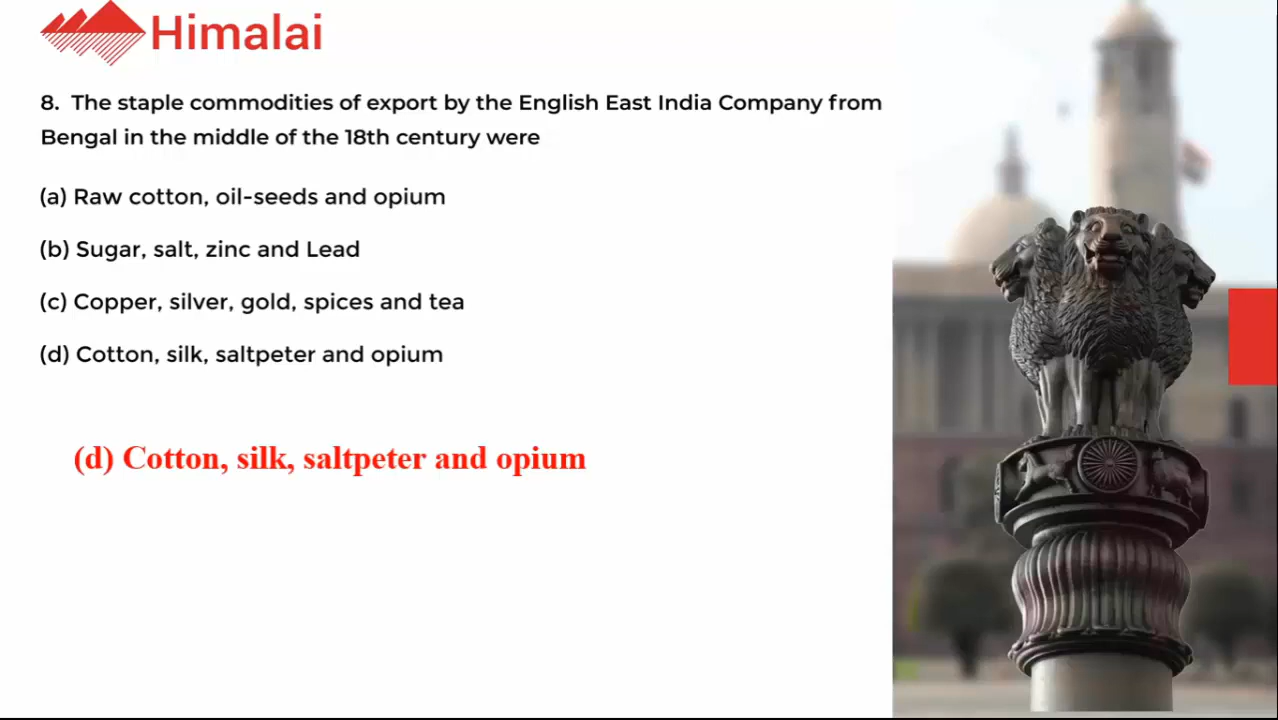 Himalai
8. The staple commodities of export by the English East India Company from
Bengal in the middle of the 18th century were
(a) Raw cotton, oil-seeds and opium
(b) Sugar, salt, zinc and Lead
(c) Copper, silver, gold, spices and tea
(d) Cotton, silk, saltpeter and opium
(d) Cotton, silk, saltpeter and opium